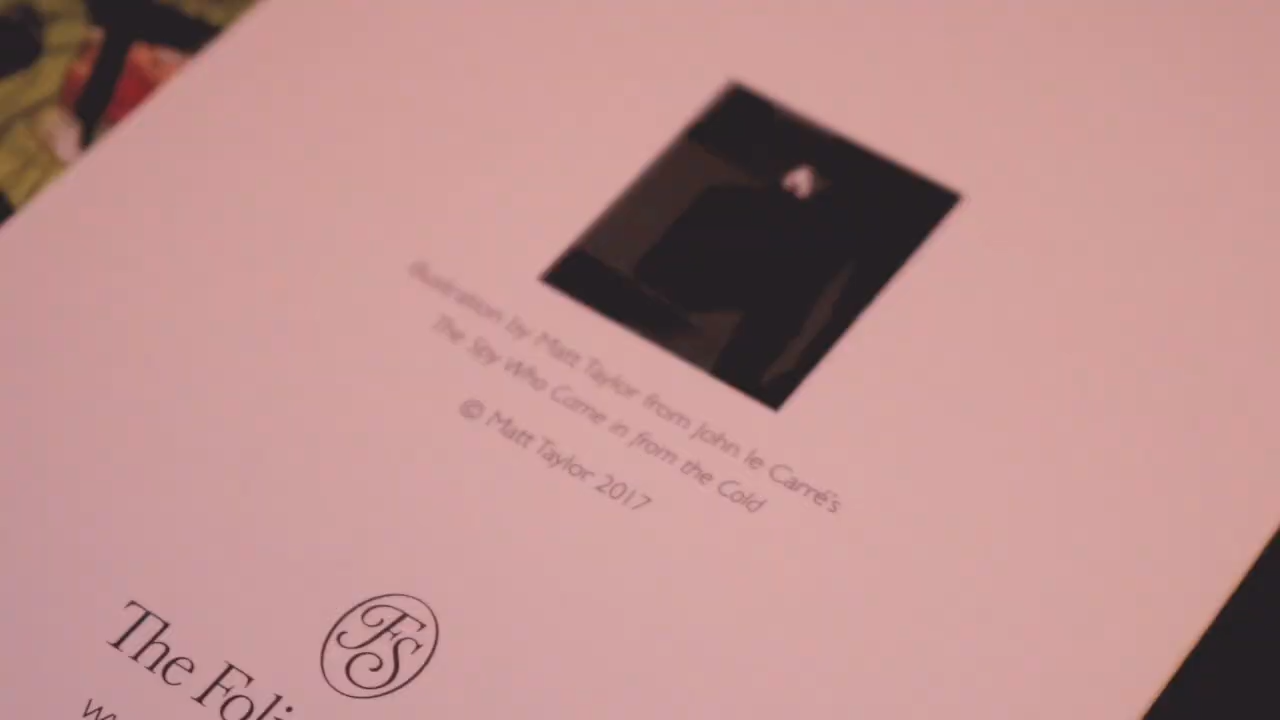 Illustration by Matt Taylor from John le Carré's
The Spy Who Came in from the Cold
© Matt Taylor 2017
FS
The Foli
w